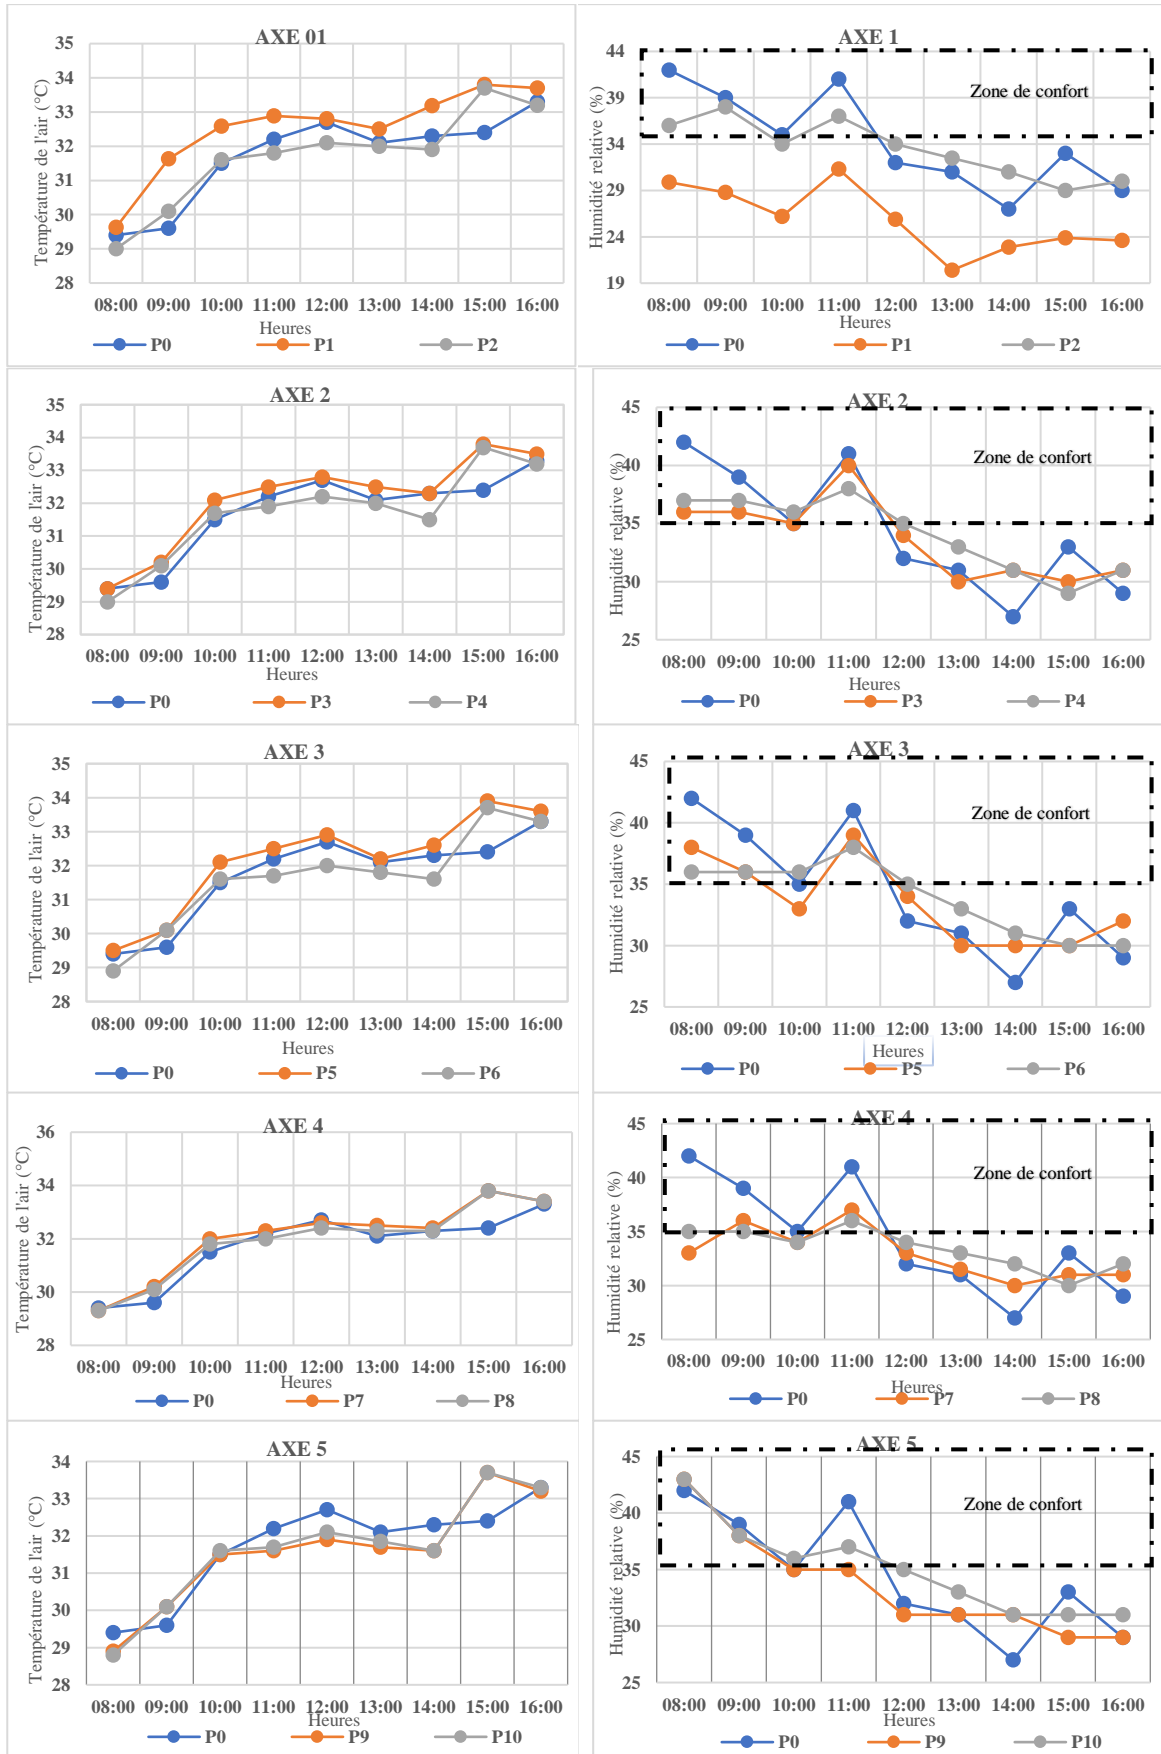 AXE 01
Température de l'air (°C)
35
34
33
32
31
30
29
28
08:00 09:00 10:00 11:00 12:00 13:00 14:00 15:00 16:00
Heures
P0 P1 P2
AXE 1
Humidité relative (%)
44
39
34
29
24
19
Zone de confort
08:00 09:00 10:00 11:00 12:00 13:00 14:00 15:00 16:00
Heures
P0 P1 P2
AXE 2
Température de l'air (°C)
35
34
33
32
31
30
29
28
08:00 09:00 10:00 11:00 12:00 13:00 14:00 15:00 16:00
Heures
P0 P3 P4
AXE 2
Humidité relative (%)
45
40
35
30
25
Zone de confort
08:00 09:00 10:00 11:00 12:00 13:00 14:00 15:00 16:00
Heures
P0 P3 P4
AXE 3
Température de l'air (°C)
35
34
33
32
31
30
29
28
08:00 09:00 10:00 11:00 12:00 13:00 14:00 15:00 16:00
Heures
P0 P5 P6
AXE 3
Humidité relative (%)
45
40
35
30
25
Zone de confort
08:00 09:00 10:00 11:00 12:00 13:00 14:00 15:00 16:00
Heures
P0 P5 P6
AXE 4
Température de l'air (°C)
36
34
32
30
28
08:00 09:00 10:00 11:00 12:00 13:00 14:00 15:00 16:00
Heures
P0 P7 P8
AXE 4
Humidité relative (%)
45
40
35
30
25
Zone de confort
08:00 09:00 10:00 11:00 12:00 13:00 14:00 15:00 16:00
Heures
P0 P7 P8
AXE 5
Température de l'air (°C)
34
33
32
31
30
29
28
08:00 09:00 10:00 11:00 12:00 13:00 14:00 15:00 16:00
Heures
P0 P9 P10
AXE 5
Humidité relative (%)
45
40
35
30
25
Zone de confort
08:00 09:00 10:00 11:00 12:00 13:00 14:00 15:00 16:00
Heures
P0 P9 P10